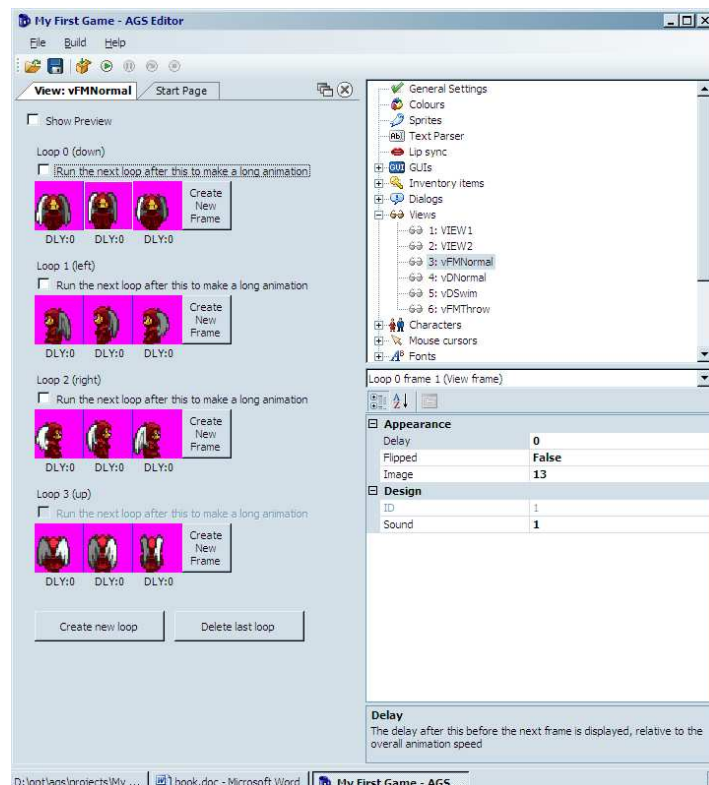 My First Game - AGS Editor
File Build Help
View: vFMNormal Start Page
Show Preview
Loop 0 (down)
Run the next loop after this to make a long animation
Create New Frame
DLY:0 DLY:0 DLY:0
Loop 1 (left)
Run the next loop after this to make a long animation
Create New Frame
DLY:0 DLY:0 DLY:0
Loop 2 (right)
Run the next loop after this to make a long animation
Create New Frame
DLY:0 DLY:0 DLY:0
Loop 3 (up)
Run the next loop after this to make a long animation
Create New Frame
DLY:0 DLY:0 DLY:0
Create new loop Delete last loop
General Settings
Colours
Sprites
Text Parser
Lip sync
GUIs
Inventory items
Dialogs
Views
1: VIEW1
2: VIEW2
3: vFMNormal
4: vDNormal
5: vDSwim
6: vFMThrow
Characters
Mouse cursors
Fonts
Loop 0 frame 1 (View frame)
Appearance
Delay 0
Flipped False
Image 13
Design
ID 1
Sound 1
Delay
The delay after this before the next frame is displayed, relative to the
overall animation speed
D:\opt\ags\projects\My ... book.doc - Microsoft Word My First Game - AGS ...